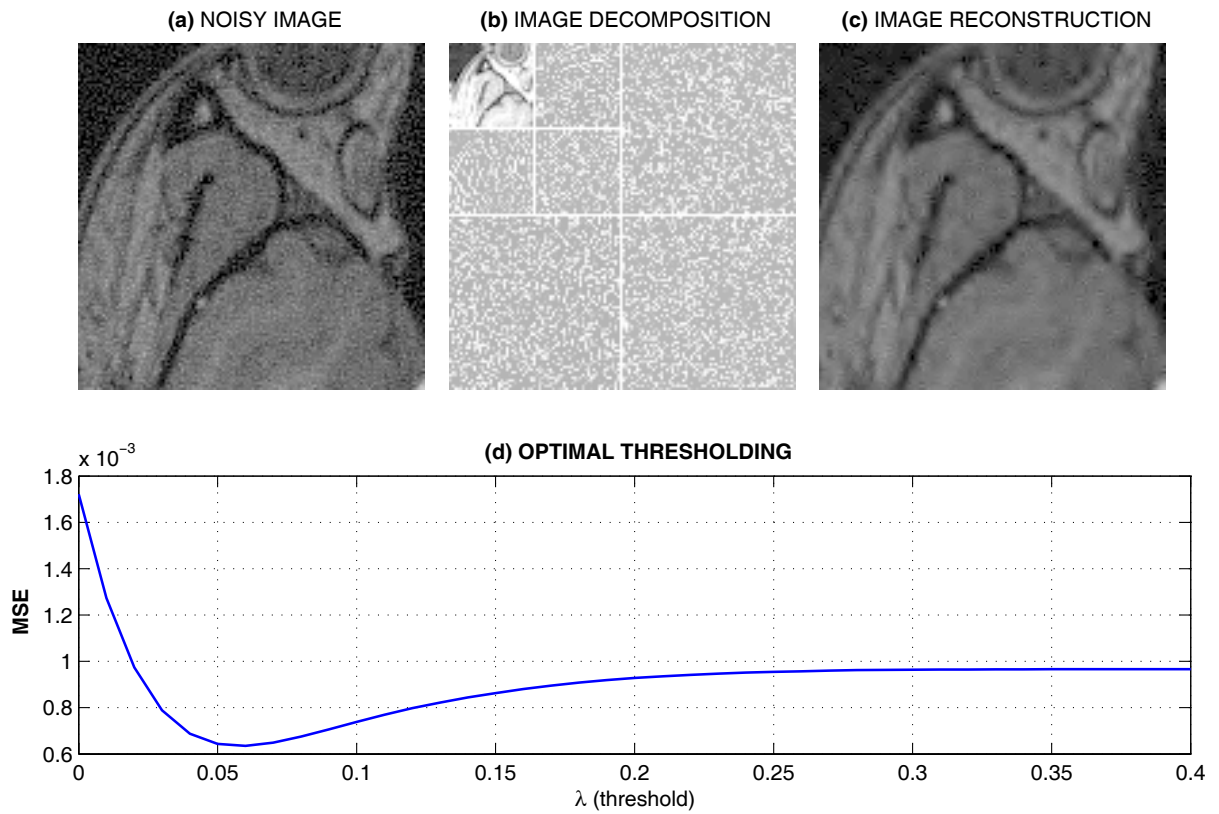 (a) NOISY IMAGE
(b) IMAGE DECOMPOSITION
(c) IMAGE RECONSTRUCTION
(d) OPTIMAL THRESHOLDING
x 10−3
1.8
1.6
1.4
1.2
1
0.8
0.6
MSE
0 0.05 0.1 0.15 0.2 0.25 0.3 0.35 0.4
λ (threshold)